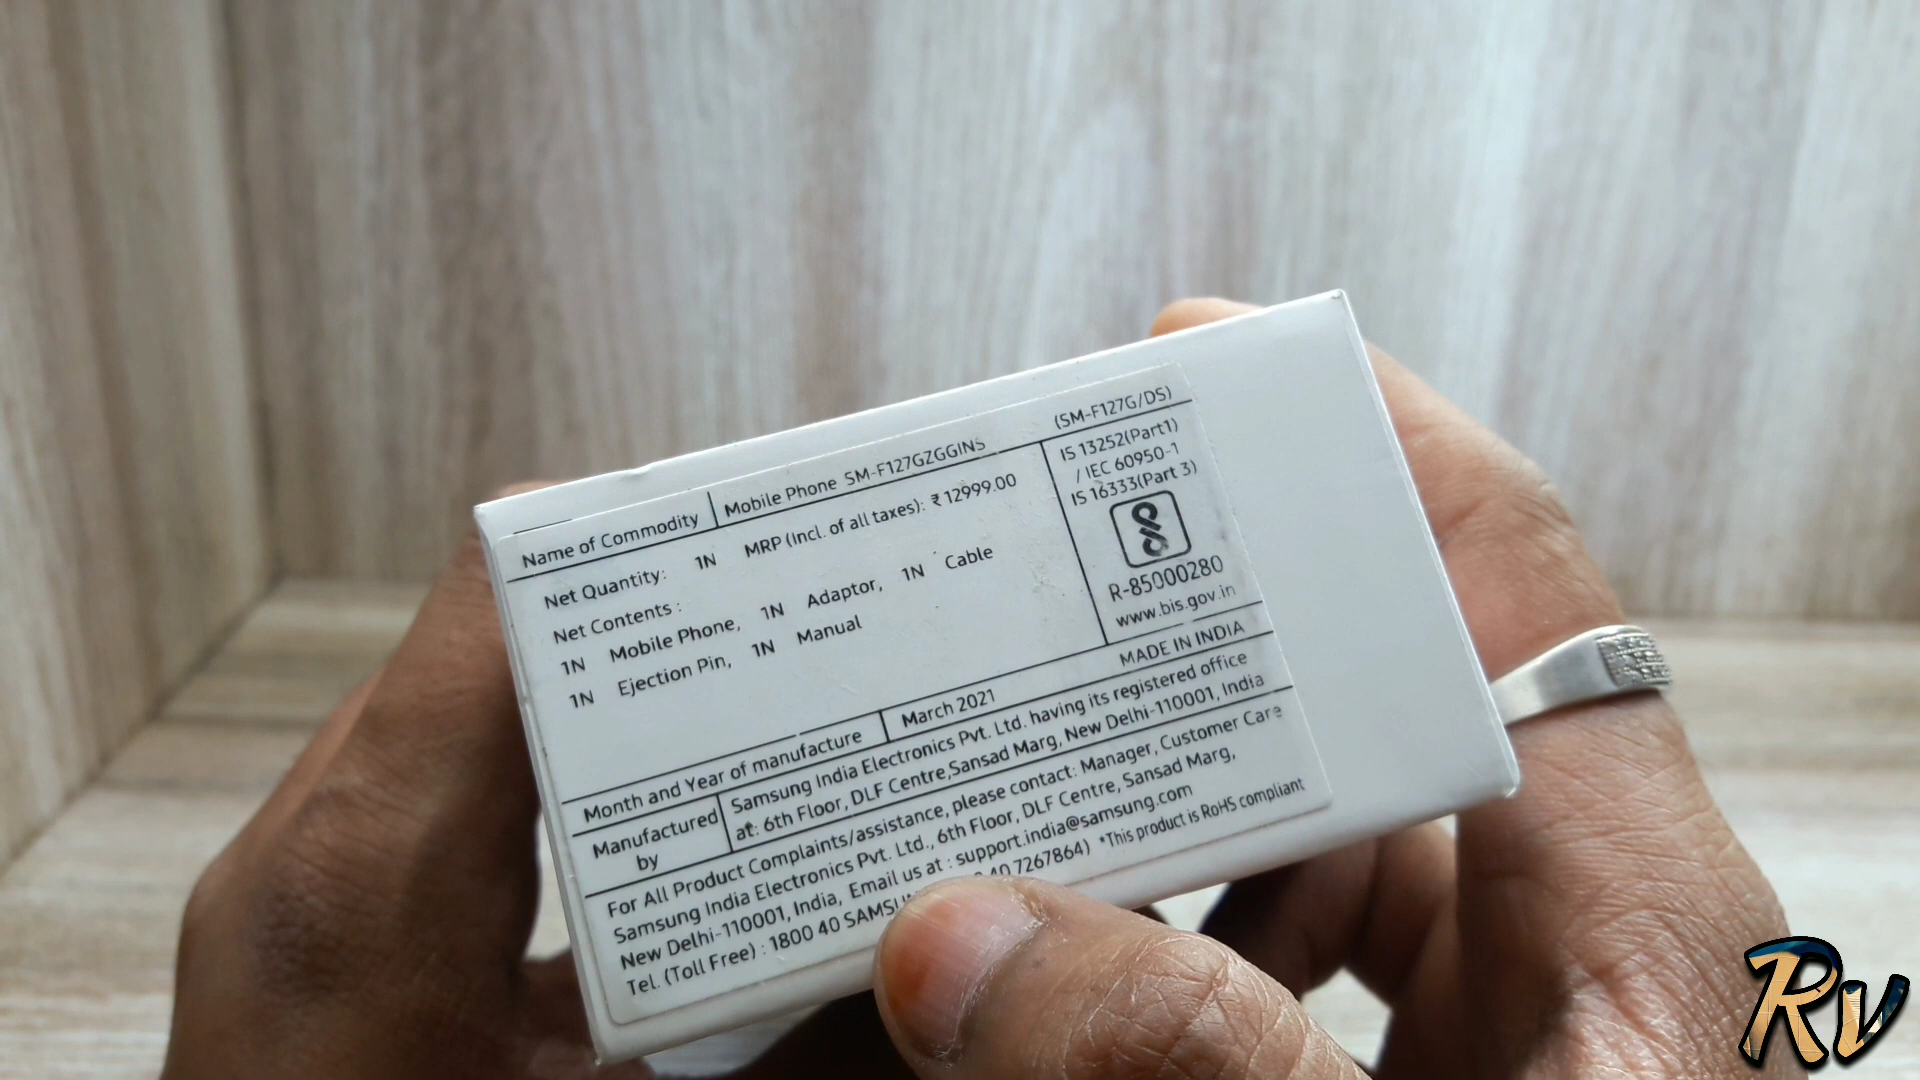 Name of Commodity Mobile Phone SM-F127GZGGINS (SM-F127G/DS)
Net Quantity: 1N MRP (Incl. of all taxes): ₹ 12999.00
Net Contents :
1N Mobile Phone, 1N Adaptor, 1N Cable
1N Ejection Pin, 1N Manual
IS 13252(Part1)
/ IEC 60950-1
IS 16333(Part 3)
R-85000280
www.bis.gov.in
Month and Year of manufacture March 2021 MADE IN INDIA
Manufactured
by
Samsung India Electronics Pvt. Ltd. having its registered office
at: 6th Floor, DLF Centre,Sansad Marg, New Delhi-110001, India
For All Product Complaints/assistance, please contact: Manager, Customer Care
Samsung India Electronics Pvt. Ltd., 6th Floor, DLF Centre, Sansad Marg,
New Delhi-110001, India, Email us at : support.india@samsung.com
Tel. (Toll Free) : 1800 40 40 7267864) *This product is RoHS compliant
Rv